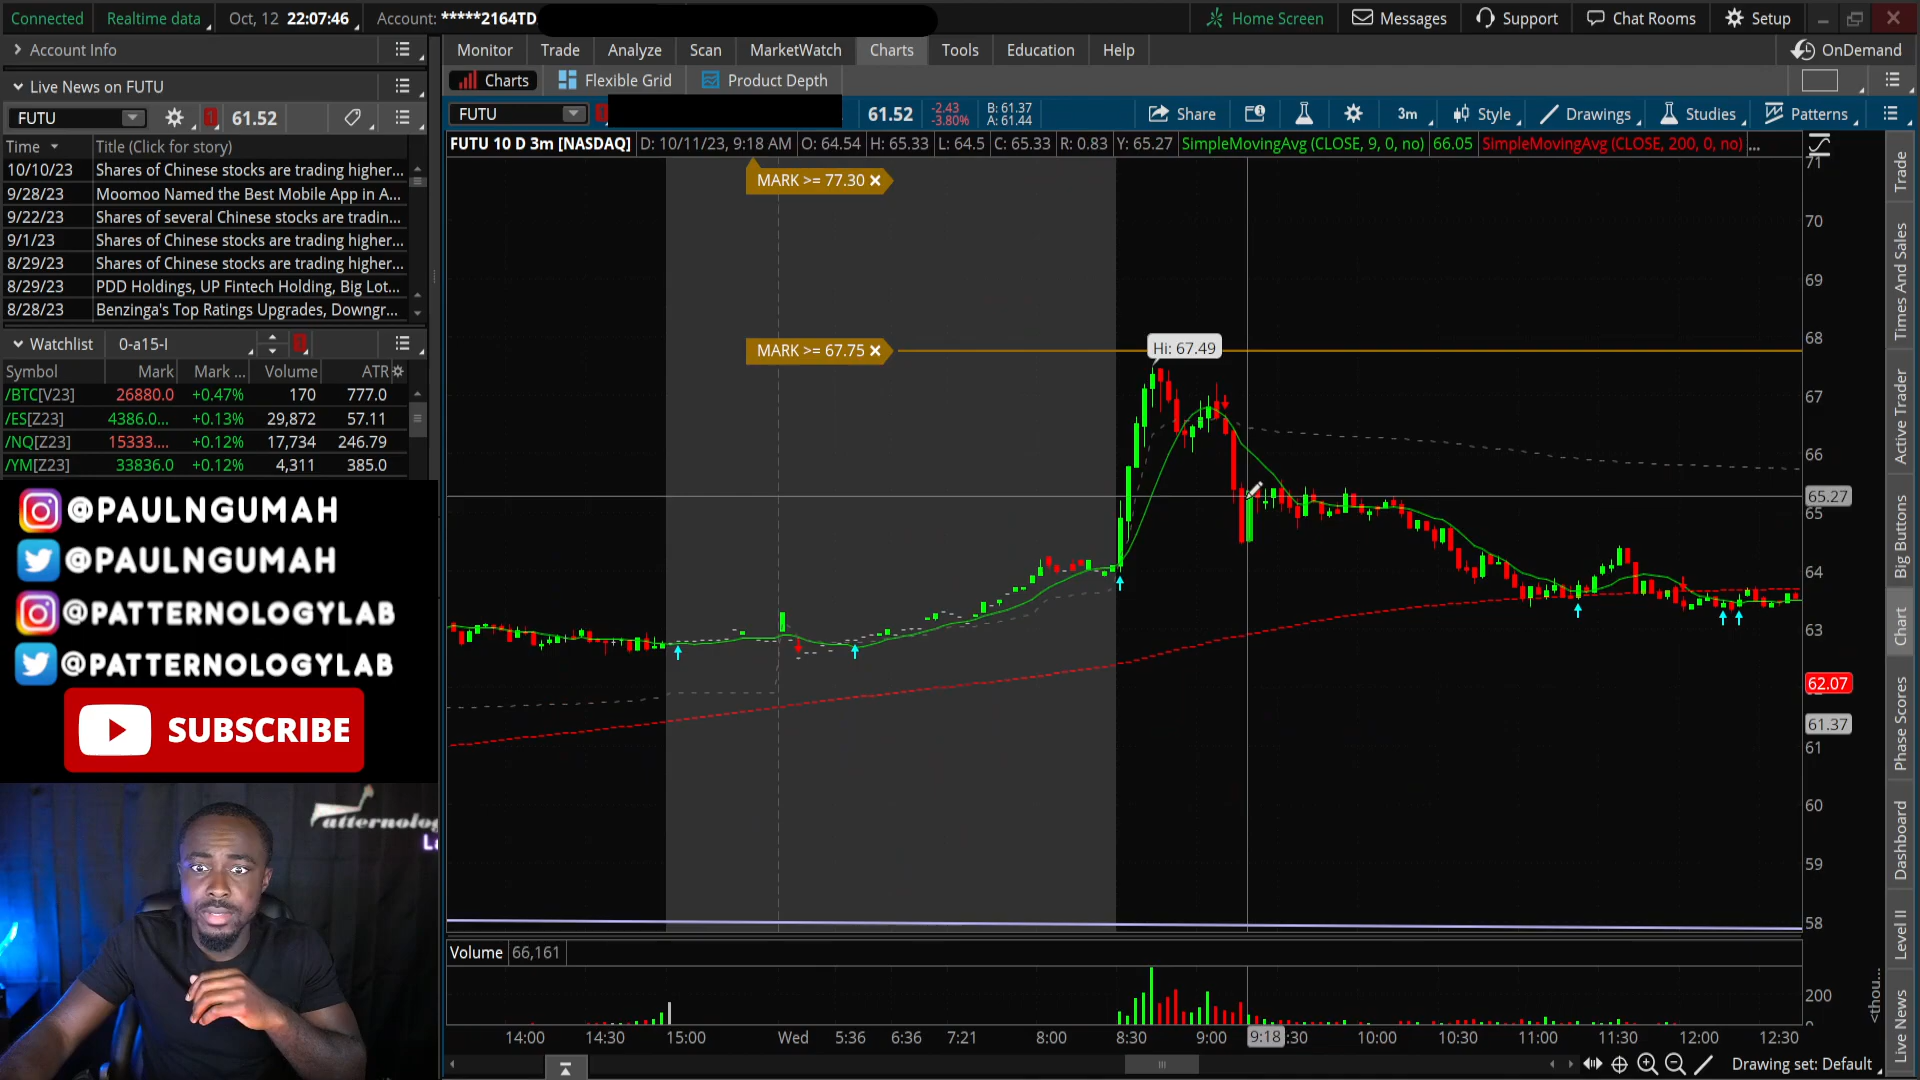 Connected
Realtime data
Oct, 12 22:07:46
Account: *****2164TD
Home Screen
Messages
Support
Chat Rooms
Setup
Account Info
Monitor
Trade
Analyze
Scan
MarketWatch
Charts
Tools
Education
Help
OnDemand
Live News on FUTU
Charts
Flexible Grid
Product Depth
FUTU
61.52
FUTU
61.52
-2.43
-3.80%
B: 61.37
A: 61.44
Share
3m
Style
Drawings
Studies
Patterns
Time
Title (Click for story)
10/10/23 Shares of Chinese stocks are trading higher...
9/28/23 Moomoo Named the Best Mobile App in A...
9/22/23 Shares of several Chinese stocks are tradin...
9/1/23 Shares of Chinese stocks are trading higher...
8/29/23 Shares of Chinese stocks are trading higher...
8/29/23 PDD Holdings, UP Fintech Holding, Big Lot...
8/28/23 Benzinga's Top Ratings Upgrades, Downgr...
FUTU 10 D 3m [NASDAQ] D: 10/11/23, 9:18 AM O: 64.54 H: 65.33 L: 64.5 C: 65.33 R: 0.83 Y: 65.27 SimpleMovingAvg (CLOSE, 9, 0, no) 66.05 SimpleMovingAvg (CLOSE, 200, 0, no) ...
MARK >= 77.30
MARK >= 67.75
Hi: 67.49
71
70
69
68
67
66
65.27
65
64
63
62.07
61.37
61
60
59
58
Watchlist
0-a15-I
Symbol Mark Mark ... Volume ATR
/BTC[V23] 26880.0 +0.47% 170 777.0
/ES[Z23] 4386.0... +0.13% 29,872 57.11
/NQ[Z23] 15333.... +0.12% 17,734 246.79
/YM[Z23] 33836.0 +0.12% 4,311 385.0
@PAULNGUMAH
@PAULNGUMAH
@PATTERNOLOGYLAB
@PATTERNOLOGYLAB
SUBSCRIBE
Patternolog
La
Volume 66,161
200
0
<thou...
14:00 14:30 15:00 Wed 5:36 6:36 7:21 8:00 8:30 9:00 9:18 :30 10:00 10:30 11:00 11:30 12:00 12:30
Drawing set: Default
Trade
Times And Sales
Active Trader
Big Buttons
Chart
Phase Scores
Dashboard
Level II
Live News